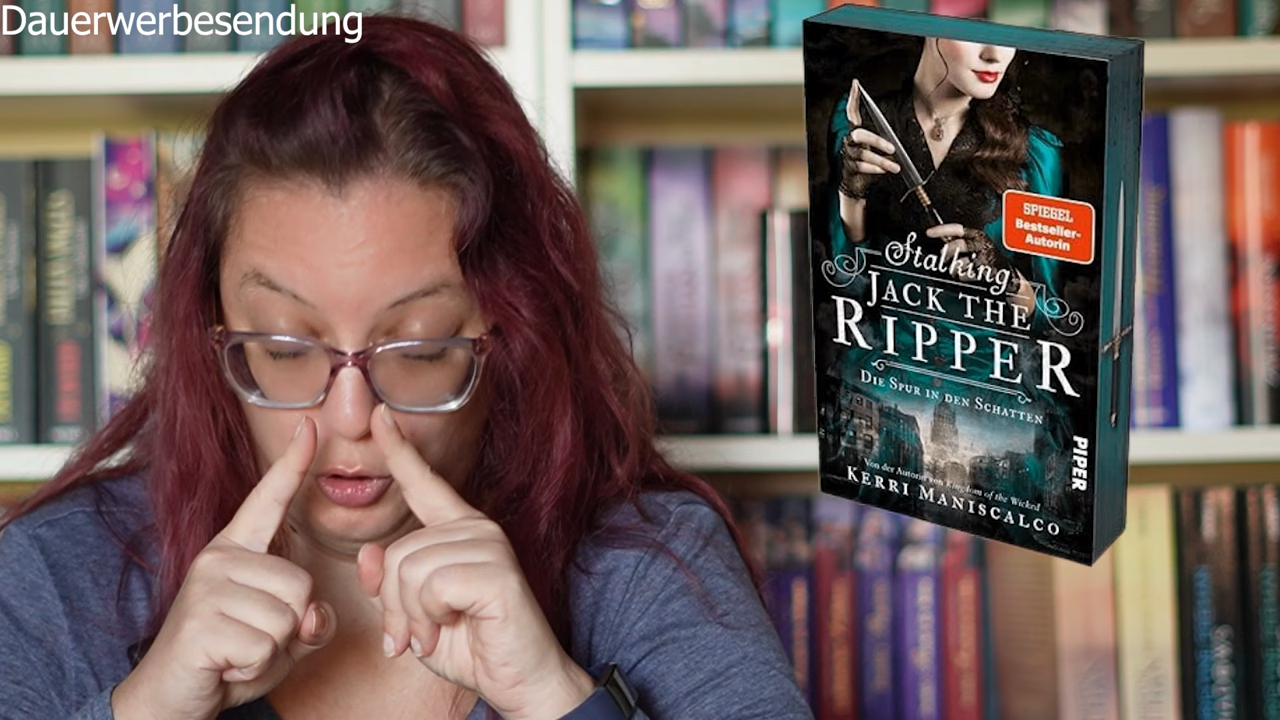 Dauerwerbesendung
SPIEGEL
Bestseller-
Autorin
Stalking
JACK THE
RIPPER
DIE SPUR IN DEN SCHATTEN
Von der Autorin von Kingdom of the Wicked
KERRI MANISCALCO
PIPER